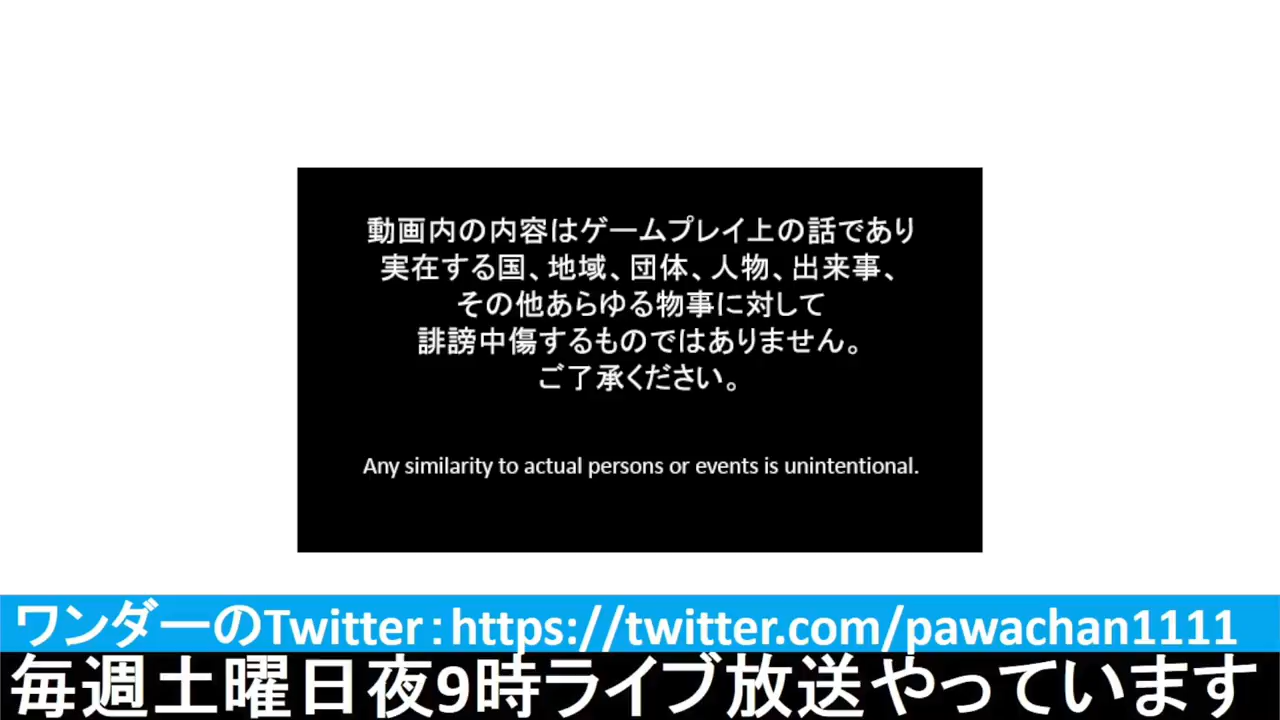 動画内の内容はゲームプレイ上の話であり
実在する国、地域、団体、人物、出来事、
その他あらゆる物事に対して
誹謗中傷するものではありません。
ご了承ください。
Any similarity to actual persons or events is unintentional.
ワンダーのTwitter：https://twitter.com/pawachan1111
毎週土曜日夜9時ライブ放送やっています